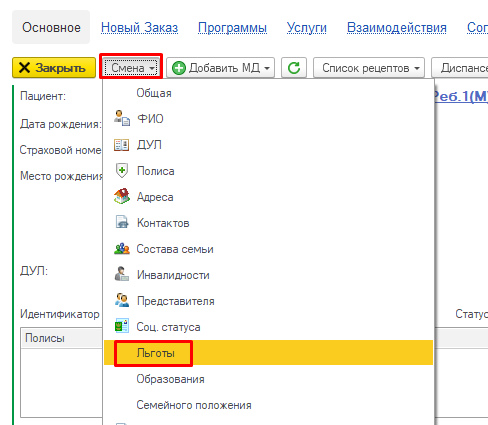 Основное Новый Заказ Программы Услуги Взаимодействия
Закрыть Смена Добавить МД Список рецептов Диспансе
Пациент: Реб.1(М
Общая
ФИО
Дата рождения:
ДУЛ
Страховой номе
Полиса
Место рождения
Адреса
Контактов
Состава семьи
ДУЛ:
Инвалидности
Представителя
Идентификатор Статус
Соц. статуса
Полисы
Льготы
Образования
Семейного положения